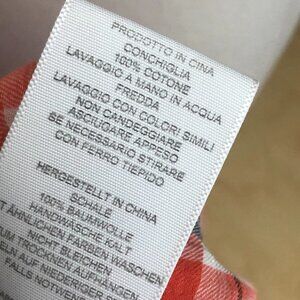 PRODOTTO IN CINA
CONCHIGLIA
100% COTONE
LAVAGGIO A MANO IN ACQUA
FREDDA
LAVAGGIO CON COLORI SIMILI
NON CANDEGGIARE
ASCIUGARE APPESO
SE NECESSARIO STIRARE
CON FERRO TIEPIDO
HERGESTELLT IN CHINA
SCHALE
100% BAUMWOLLE
HANDWÄSCHE KALT
ÄHNLICHEN FARBEN WASCHEN
NICHT BLEICHEN
TROCKNEN AUFHÄNGEN
AUF NIEDERIGER
FALLS